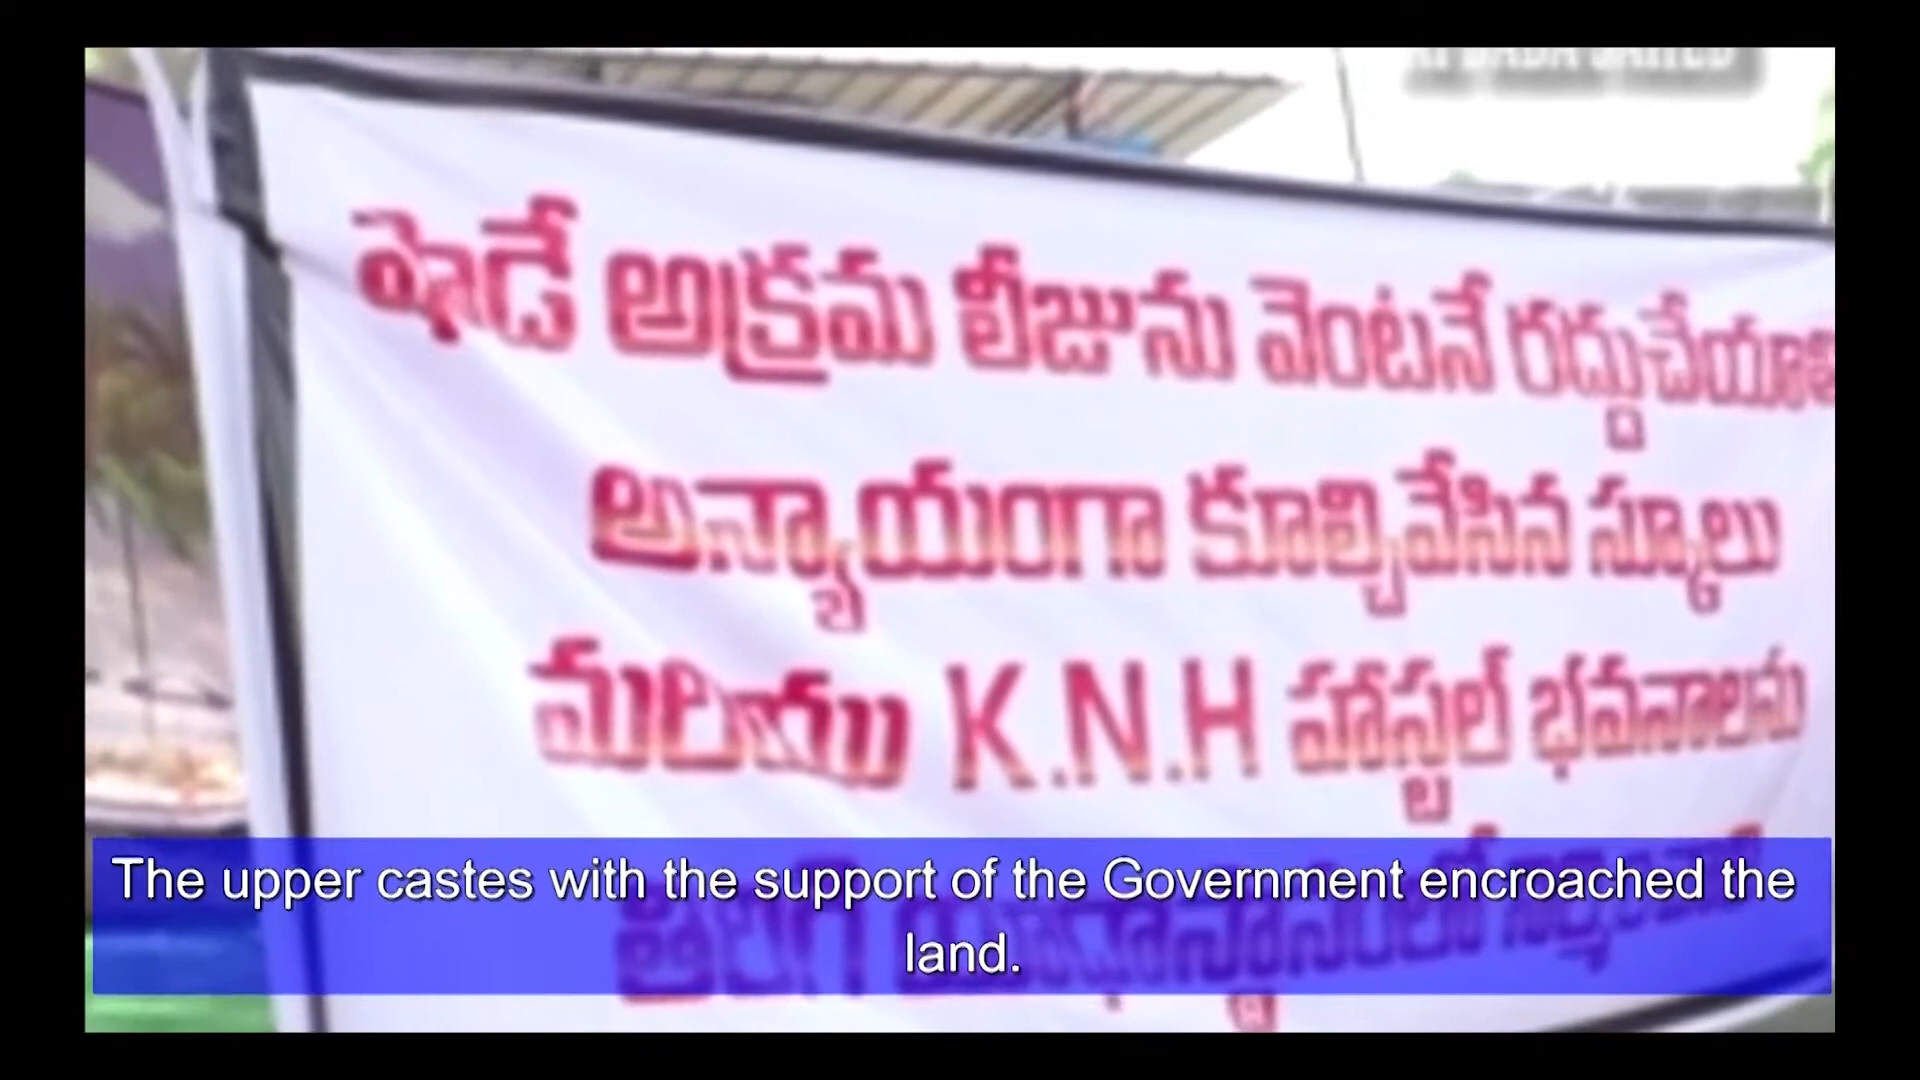 షెడే అక్రమ లీజును వెంటనే రద్దుచేయాలి
అన్యాయంగా కూల్చివేసిన స్కూలు
మరియు K.N.H హాస్టల్ భవనాలను
తిరిగి యథాస్థానంలో
The upper castes with the support of the Government encroached the
land.